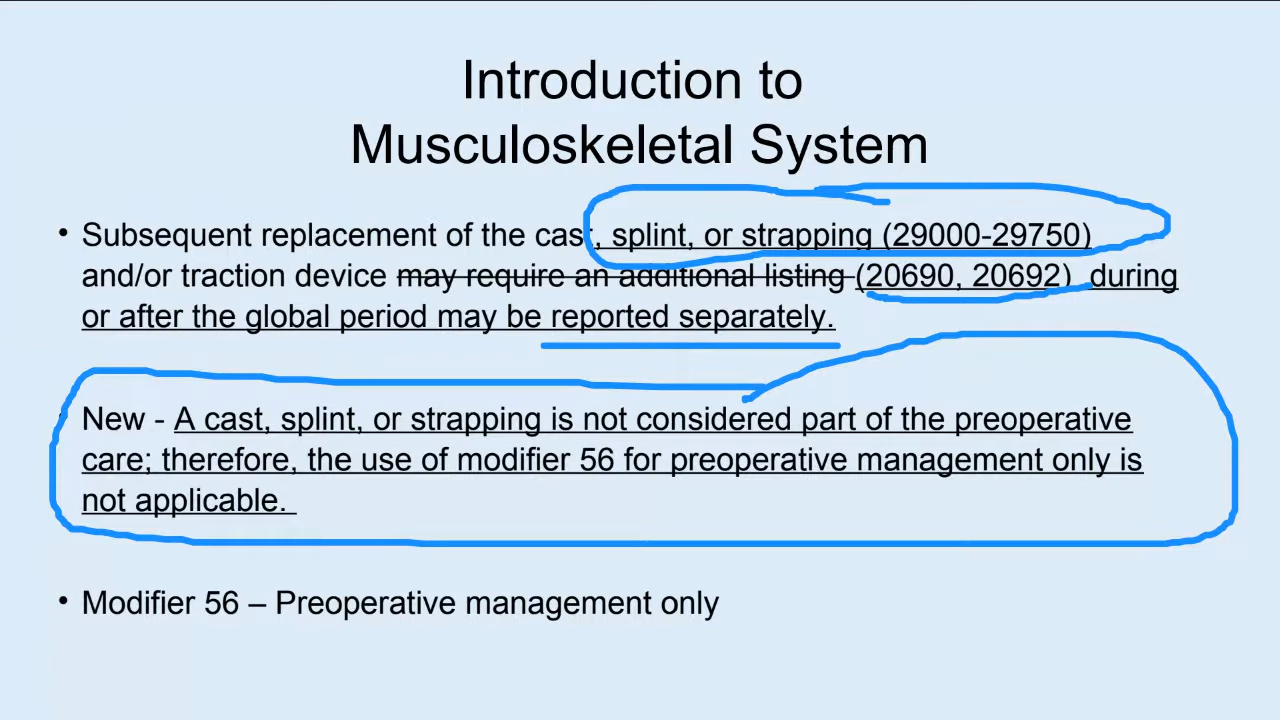 Introduction to
Musculoskeletal System
• Subsequent replacement of the cast, splint, or strapping (29000-29750)
and/or traction device may require an additional listing (20690, 20692) during
or after the global period may be reported separately.
• New - A cast, splint, or strapping is not considered part of the preoperative
care; therefore, the use of modifier 56 for preoperative management only is
not applicable.
• Modifier 56 – Preoperative management only